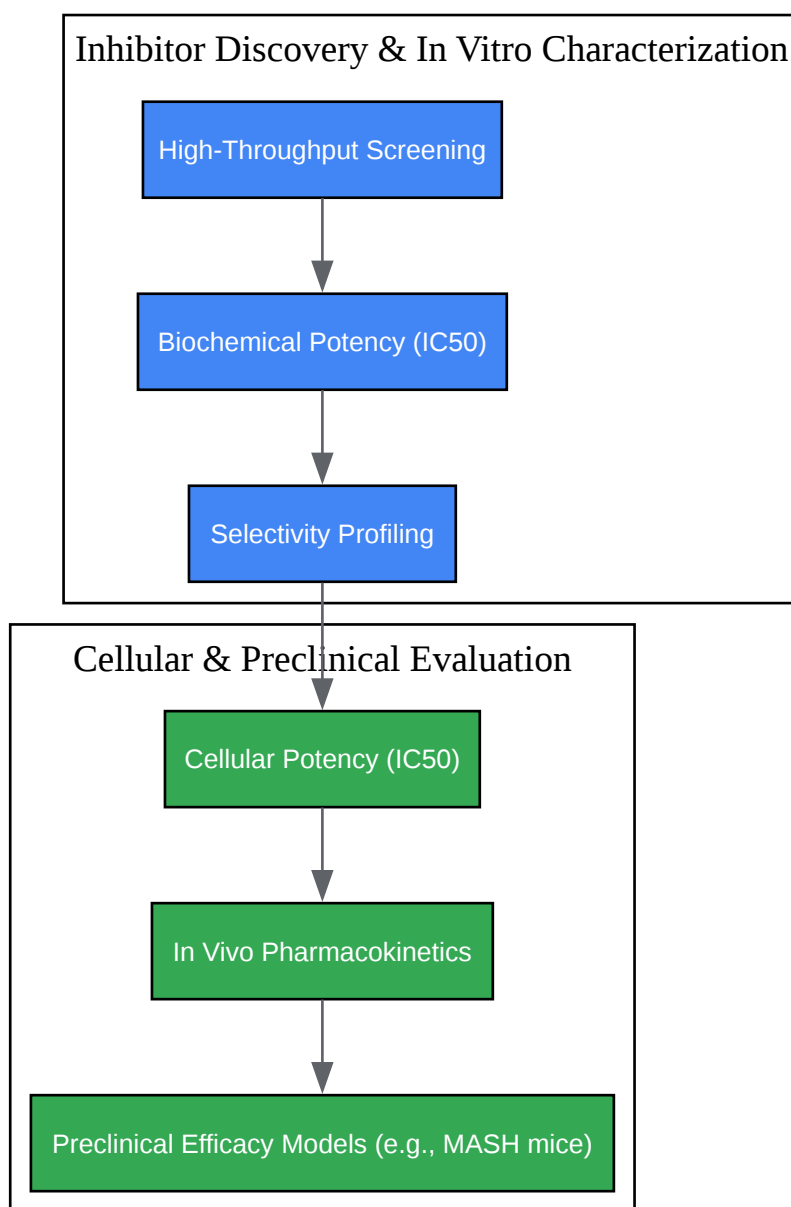 Inhibitor Discovery & In Vitro Characterization
High-Throughput Screening
Biochemical Potency (IC50)
Selectivity Profiling
Cellular & Preclinical Evaluation
Cellular Potency (IC50)
In Vivo Pharmacokinetics
Preclinical Efficacy Models (e.g., MASH mice)